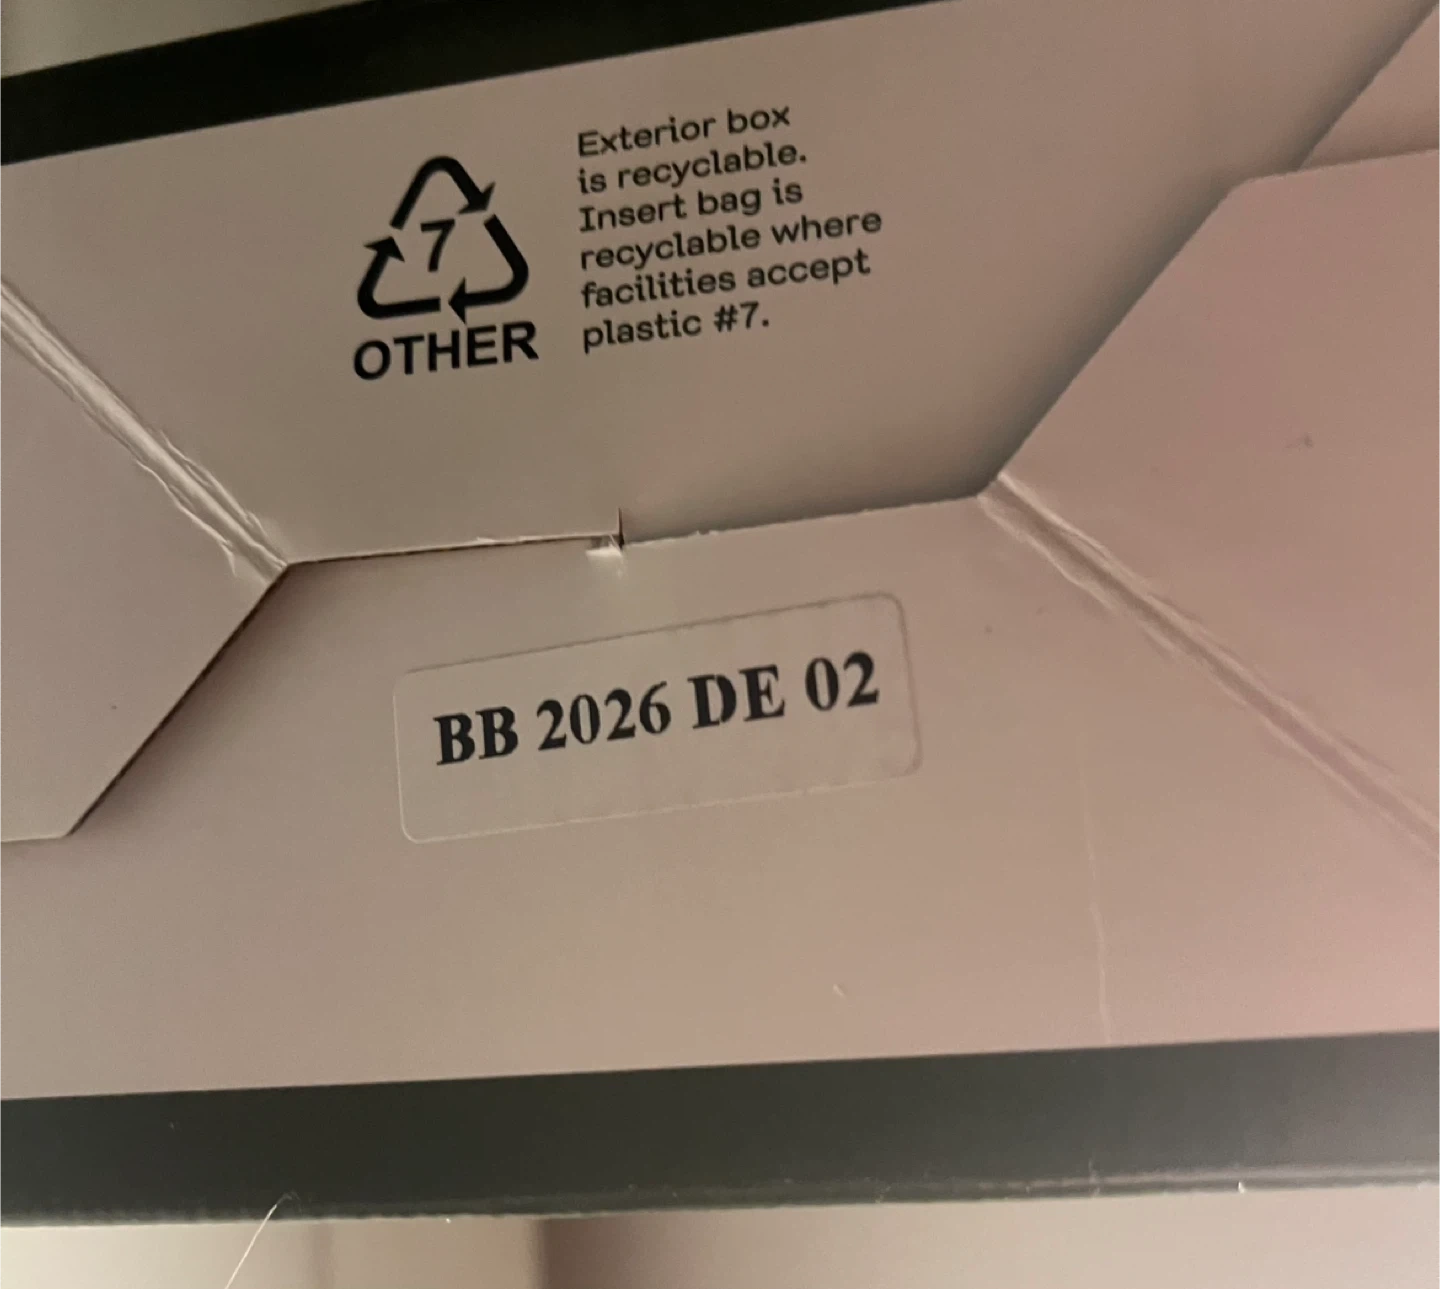 7
OTHER
Exterior box
is recyclable.
Insert bag is
recyclable where
facilities accept
plastic #7.
BB 2026 DE 02